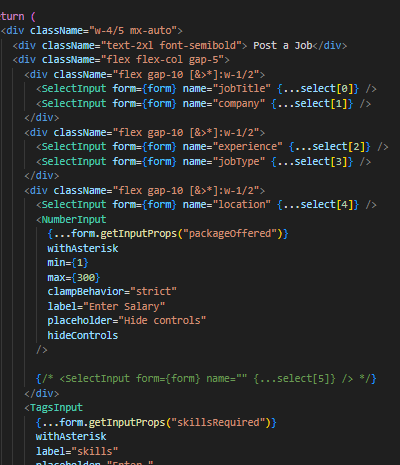 turn (
<div className="w-4/5 mx-auto">
<div className="text-2xl font-semibold"> Post a Job</div>
<div className="flex flex-col gap-5">
<div className="flex gap-10 [&>*]:w-1/2">
<SelectInput form={form} name="jobTitle" {...select[0]} />
<SelectInput form={form} name="company" {...select[1]} />
</div>
<div className="flex gap-10 [&>*]:w-1/2">
<SelectInput form={form} name="experience" {...select[2]} />
<SelectInput form={form} name="jobType" {...select[3]} />
</div>
<div className="flex gap-10 [&>*]:w-1/2">
<SelectInput form={form} name="location" {...select[4]} />
<NumberInput
{...form.getInputProps("packageOffered")}
withAsterisk
min={1}
max={300}
clampBehavior="strict"
label="Enter Salary"
placeholder="Hide controls"
hideControls
/>
{/* <SelectInput form={form} name="" {...select[5]} /> */}
</div>
<TagsInput
{...form.getInputProps("skillsRequired")}
withAsterisk
label="skills"
placeholder="Enter "